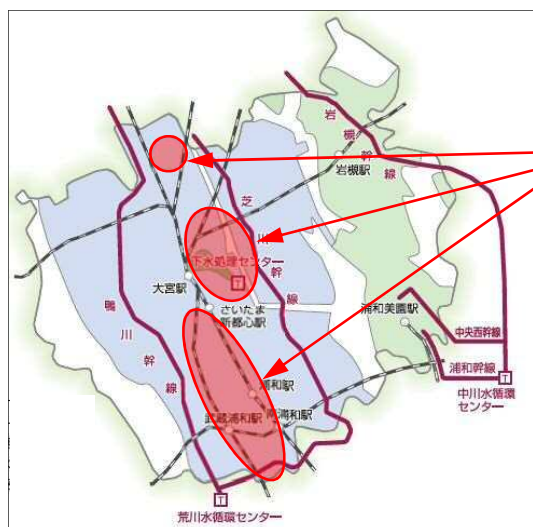 岩槻幹線
岩槻駅
芝川幹線
下水処理センター
T
大宮駅
さいたま
新都心駅
鴨川幹線
浦和美園駅
中央西幹線
浦和幹線
T
中川水循環
センター
浦和駅
南浦和駅
武蔵浦和駅
T
荒川水循環センター